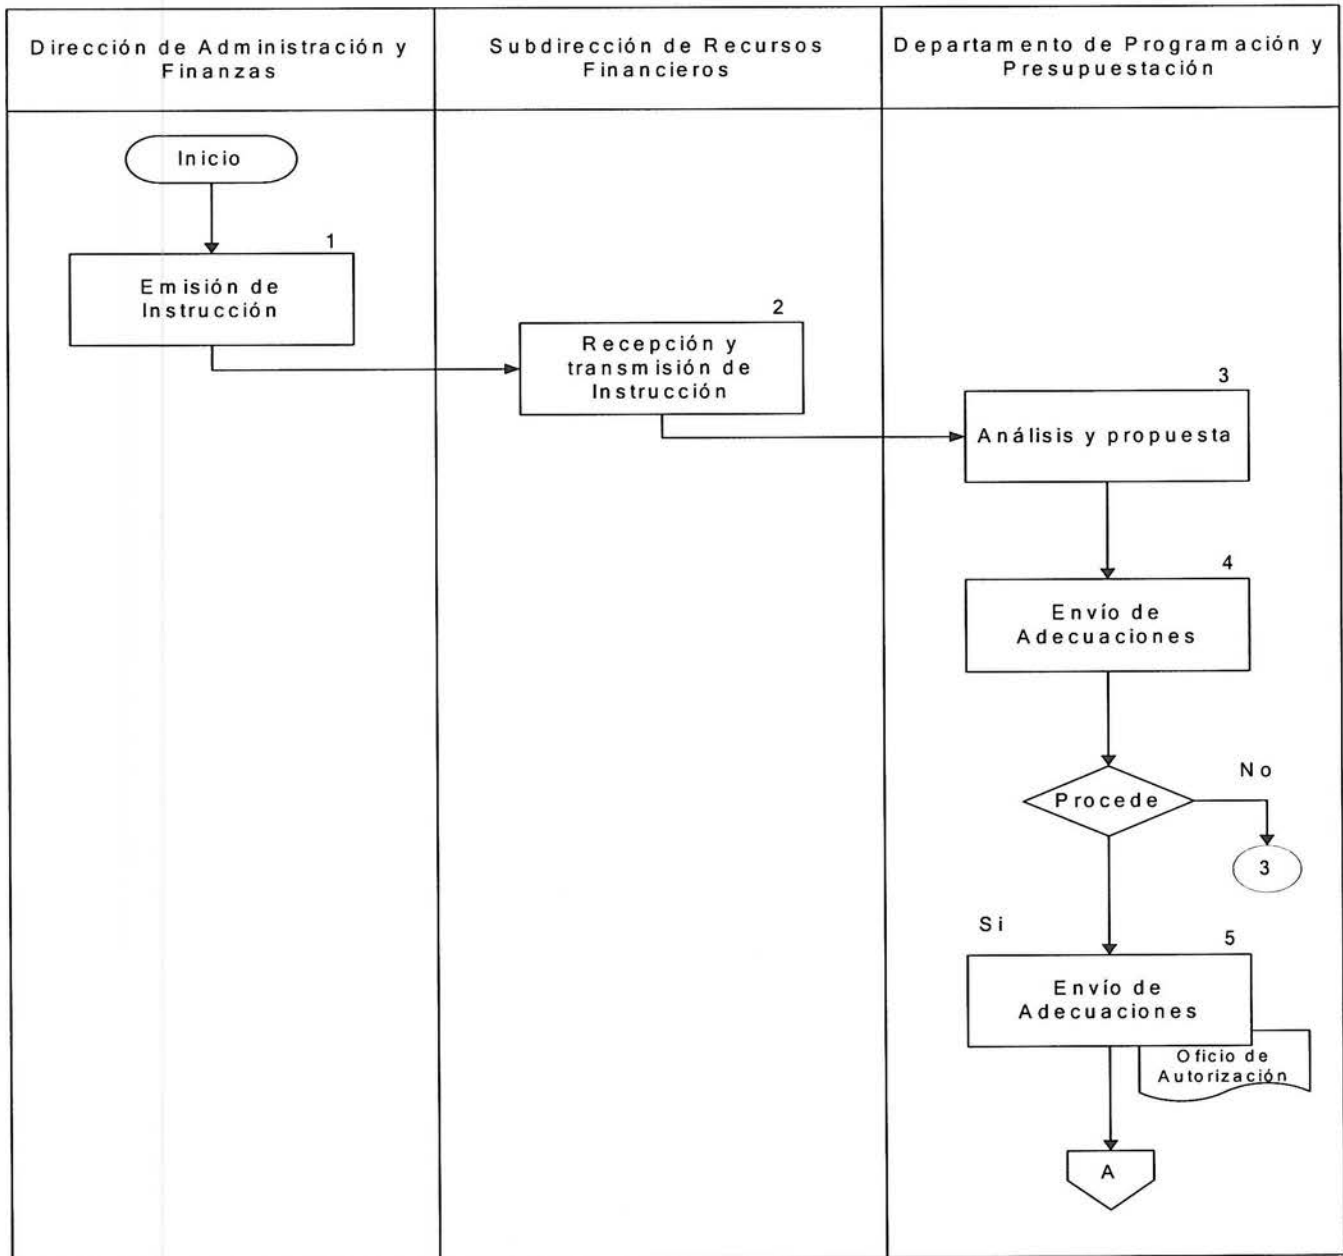 Dirección de Administración y
Finanzas
Subdirección de Recursos
Financieros
Departamento de Programación y
Presupuestación
Inicio
1
Emisión de
Instrucción
2
Recepción y
transmisión de
Instrucción
3
Análisis y propuesta
4
Envío de
Adecuaciones
Procede
No
3
Si
5
Envío de
Adecuaciones
Oficio de
Autorización
A